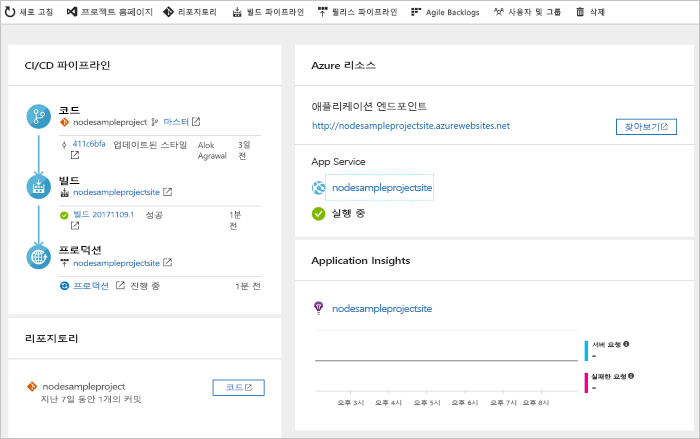 새로 고침 프로젝트 홈페이지 리포지토리 빌드 파이프라인 릴리스 파이프라인 Agile Backlogs 사용자 및 그룹 삭제
CI/CD 파이프라인
코드
nodesampleproject 마스터
411c6bfa 업데이트된 스타일 Alok Agrawal 3일 전
빌드
nodesampleprojectsite
빌드 20171109.1 성공 1분 전
프로덕션
nodesampleprojectsite
프로덕션 진행 중 1분 전
리포지토리
nodesampleproject
지난 7일 동안 1개의 커밋
코드
Azure 리소스
애플리케이션 엔드포인트
http://nodesampleprojectsite.azurewebsites.net
찾아보기
App Service
nodesampleprojectsite
실행 중
Application Insights
nodesampleprojectsite
서버 요청
--
실패한 요청
--
오후 3시 오후 4시 오후 5시 오후 6시 오후 7시 오후 8시